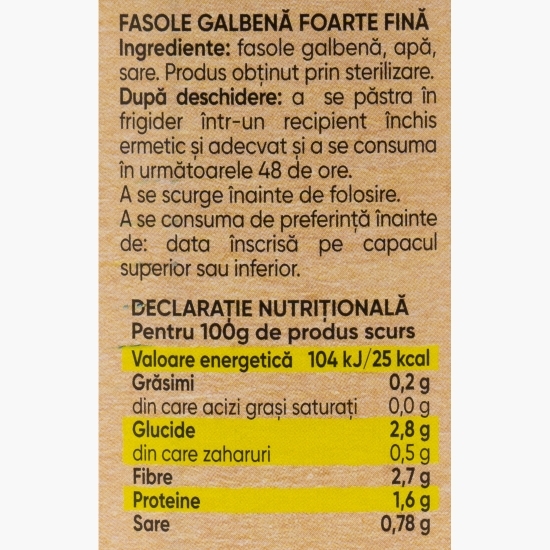 FASOLE GALBENĂ FOARTE FINĂ
Ingrediente: fasole galbenă, apă,
sare. Produs obținut prin sterilizare.
După deschidere: a se păstra în
frigider într-un recipient închis
ermetic și adecvat și a se consuma
în următoarele 48 de ore.
A se scurge înainte de folosire.
A se consuma de preferință înainte
de: data înscrisă pe capacul
superior sau inferior.
DECLARAȚIE NUTRIȚIONALĂ
Pentru 100g de produs scurs
Valoare energetică 104 kJ/25 kcal
Grăsimi 0,2 g
din care acizi grași saturați 0,0 g
Glucide 2,8 g
din care zaharuri 0,5 g
Fibre 2,7 g
Proteine 1,6 g
Sare 0,78 g